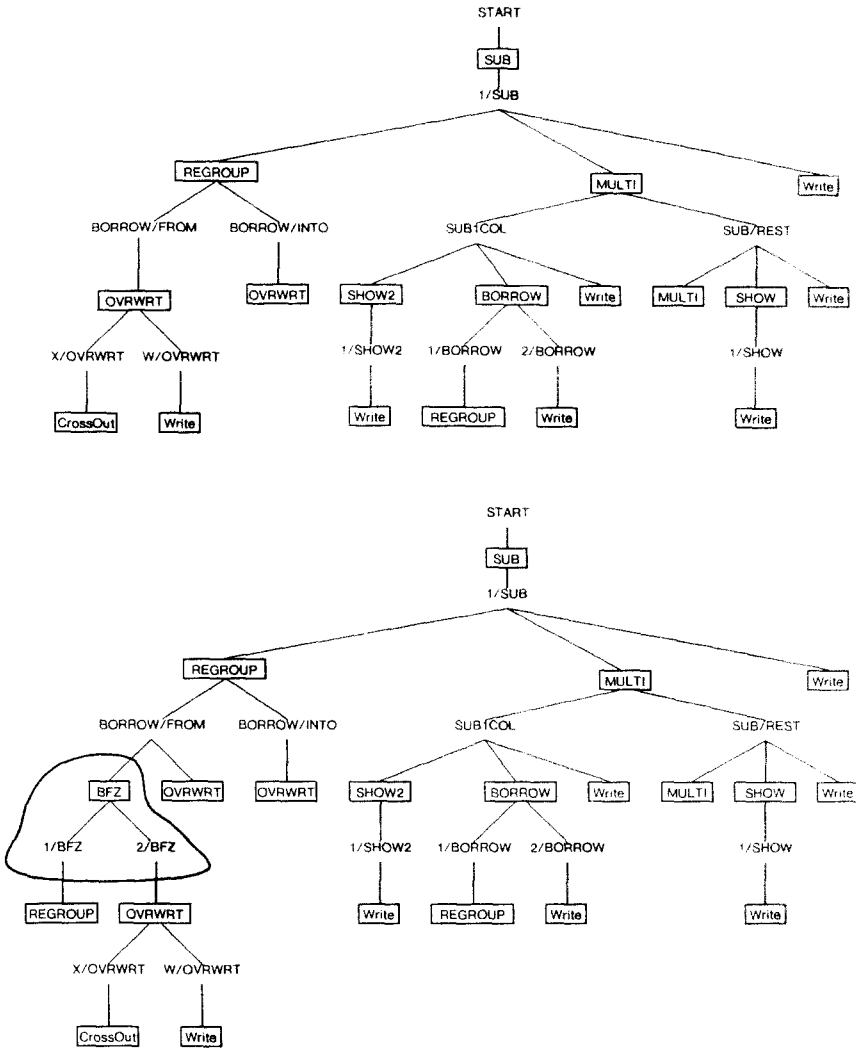 START
SUB
1/SUB
REGROUP MULTI Write
BORROW/FROM BORROW/INTO SUB1COL SUB/REST
OVRWRT OVRWRT SHOW2 BORROW Write MULTI SHOW Write
X/OVRWRT W/OVRWRT 1/SHOW2 1/BORROW 2/BORROW 1/SHOW
CrossOut Write Write REGROUP Write Write
START
SUB
1/SUB
REGROUP MULTI Write
BORROW/FROM BORROW/INTO SUB1COL SUB/REST
BFZ OVRWRT OVRWRT SHOW2 BORROW Write MULTI SHOW Write
1/BFZ 2/BFZ 1/SHOW2 1/BORROW 2/BORROW 1/SHOW
REGROUP OVRWRT Write REGROUP Write Write
X/OVRWRT W/OVRWRT
CrossOut Write